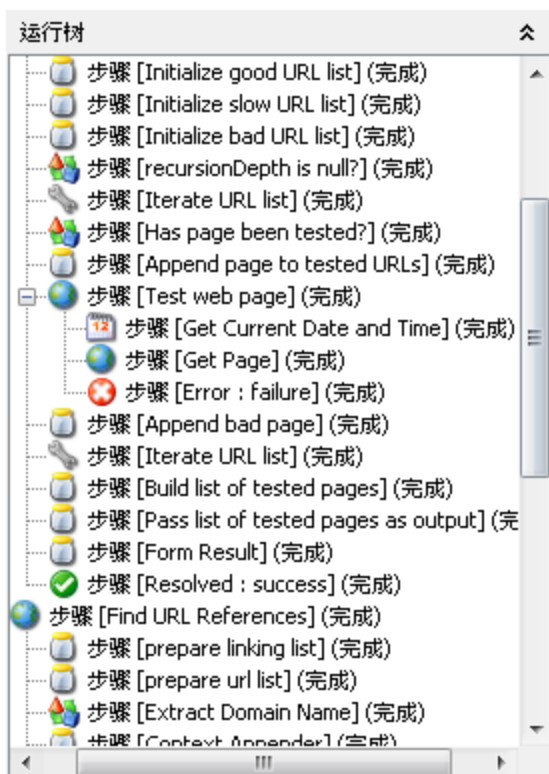 运行树
步骤 [Initialize good URL list] (完成)
步骤 [Initialize slow URL list] (完成)
步骤 [Initialize bad URL list] (完成)
步骤 [recursionDepth is null?] (完成)
步骤 [Iterate URL list] (完成)
步骤 [Has page been tested?] (完成)
步骤 [Append page to tested URLs] (完成)
步骤 [Test web page] (完成)
12 步骤 [Get Current Date and Time] (完成)
步骤 [Get Page] (完成)
步骤 [Error : failure] (完成)
步骤 [Append bad page] (完成)
步骤 [Iterate URL list] (完成)
步骤 [Build list of tested pages] (完成)
步骤 [Pass list of tested pages as output] (完
步骤 [Form Result] (完成)
步骤 [Resolved : success] (完成)
步骤 [Find URL References] (完成)
步骤 [prepare linking list] (完成)
步骤 [prepare url list] (完成)
步骤 [Extract Domain Name] (完成)
步骤 [Context Appender] (完成)